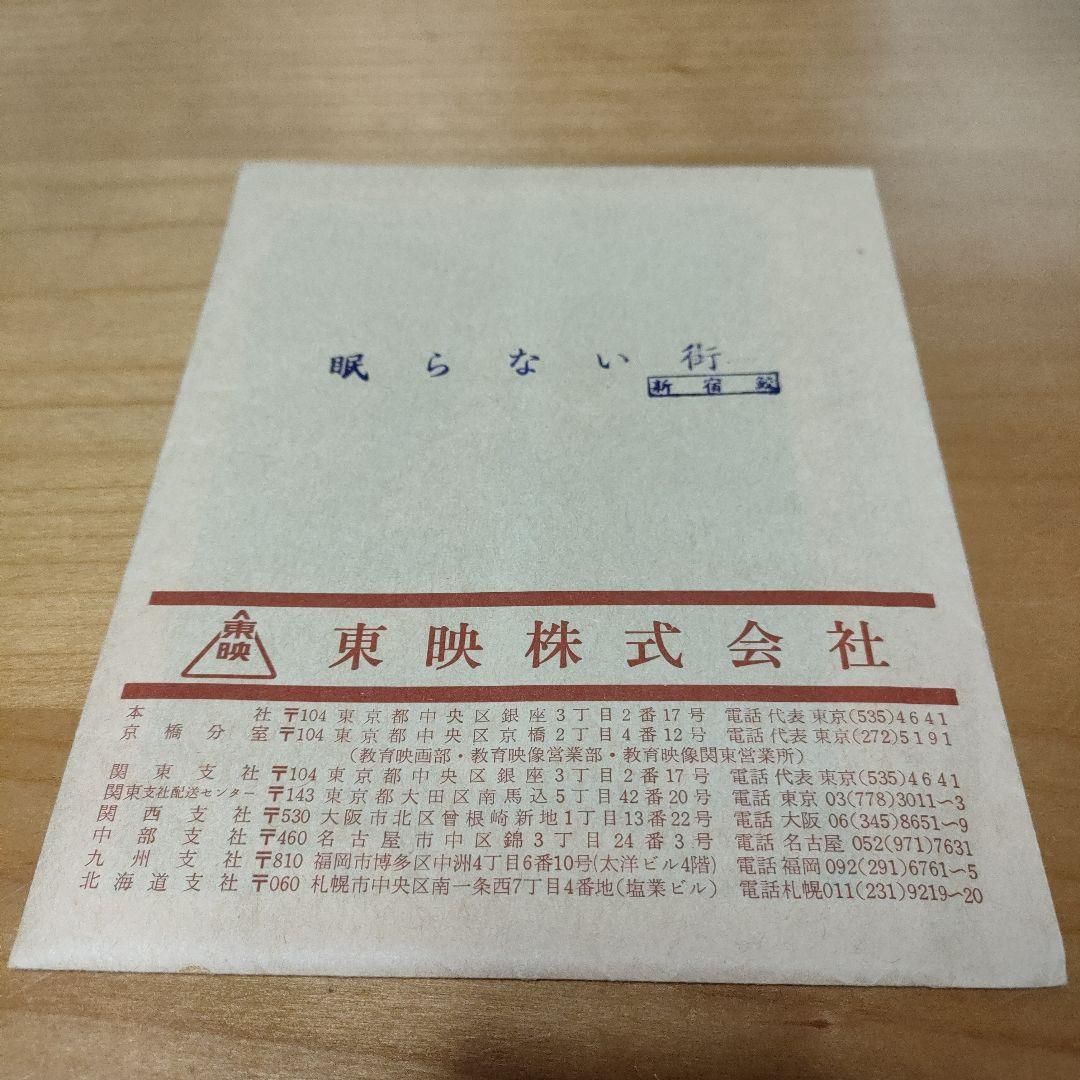 眠らない街
新宿鮫
東映
東映株式会社
本社 〒104 東京都中央区銀座3丁目2番17号 電話 代表 東京(535)4641
京橋分室 〒104 東京都中央区京橋2丁目4番12号 電話 代表 東京(272)5191
(教育映画部・教育映像営業部・教育映像関東営業所)
関東支社 〒104 東京都中央区銀座3丁目2番17号 電話 代表 東京(535)4641
関東支社配送センター 〒143 東京都大田区南馬込5丁目42番20号 電話 東京 03(778)3011〜3
関西支社 〒530 大阪市北区曾根崎新地1丁目13番22号 電話 大阪 06(345)8651〜9
中部支社 〒460 名古屋市中区錦3丁目24番3号 電話 名古屋 052(971)7631
九州支社 〒810 福岡市博多区中洲4丁目6番10号(太洋ビル4階) 電話 福岡 092(291)6761〜5
北海道支社 〒060 札幌市中央区南一条西7丁目4番地(塩業ビル) 電話 札幌 011(231)9219〜20